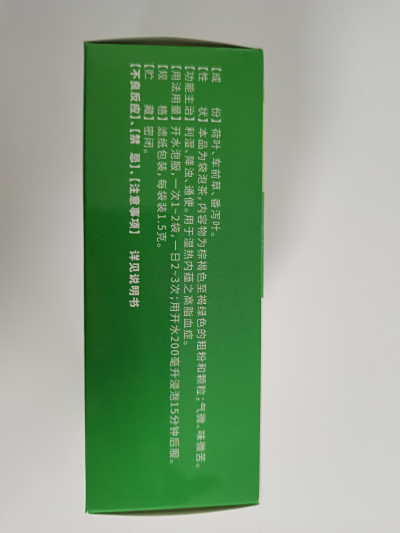 【成　　份】荷叶、车前草、番泻叶。
【性　　状】本品为袋泡茶，内容物为棕褐色至褐绿色的粗粉和颗粒；气微、味微苦。
【功能主治】利湿、降浊、通便。用于湿热内蕴之高脂血症。
【用法用量】开水泡服，一次1~2袋，一日2~3次；用开水200毫升浸泡15分钟后服。
【规　　格】滤纸包装，每袋装1.5克。
【贮　　藏】密闭。
【不良反应】、【禁　忌】、【注意事项】　详见说明书